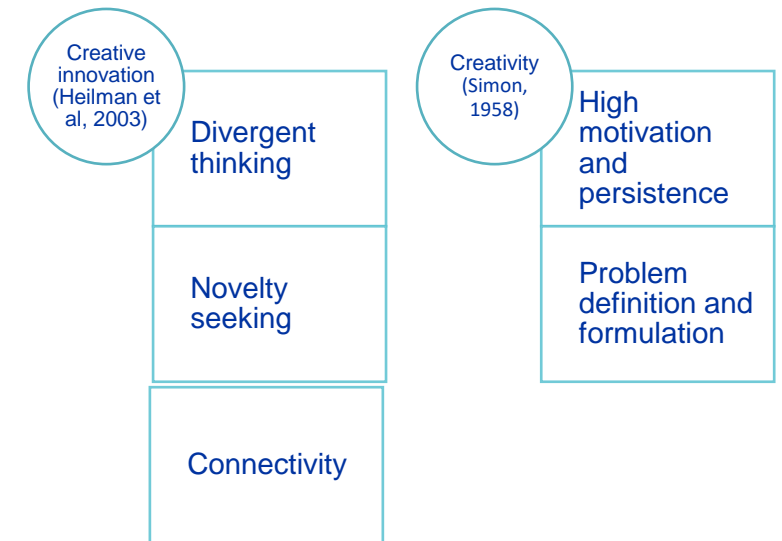 Creative
innovation
(Heilman et
al, 2003)
Divergent
thinking
Novelty
seeking
Connectivity
Creativity
(Simon,
1958)
High
motivation
and
persistence
Problem
definition and
formulation